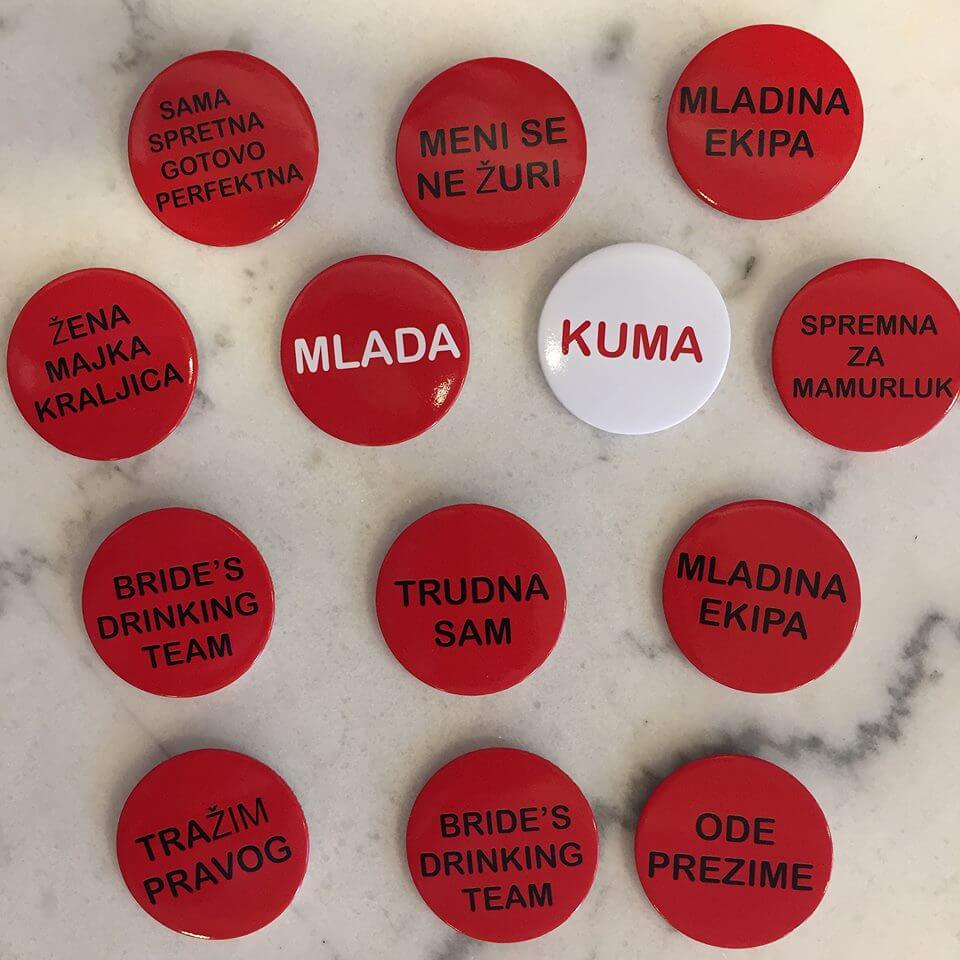 SAMA
SPRETNA
GOTOVO
PERFEKTNA
MENI SE
NE ŽURI
MLADINA
EKIPA
ŽENA
MAJKA
KRALJICA
MLADA
KUMA
SPREMNA
ZA
MAMURLUK
BRIDE'S
DRINKING
TEAM
TRUDNA
SAM
MLADINA
EKIPA
TRAŽIM
PRAVOG
BRIDE'S
DRINKING
TEAM
ODE
PREZIME